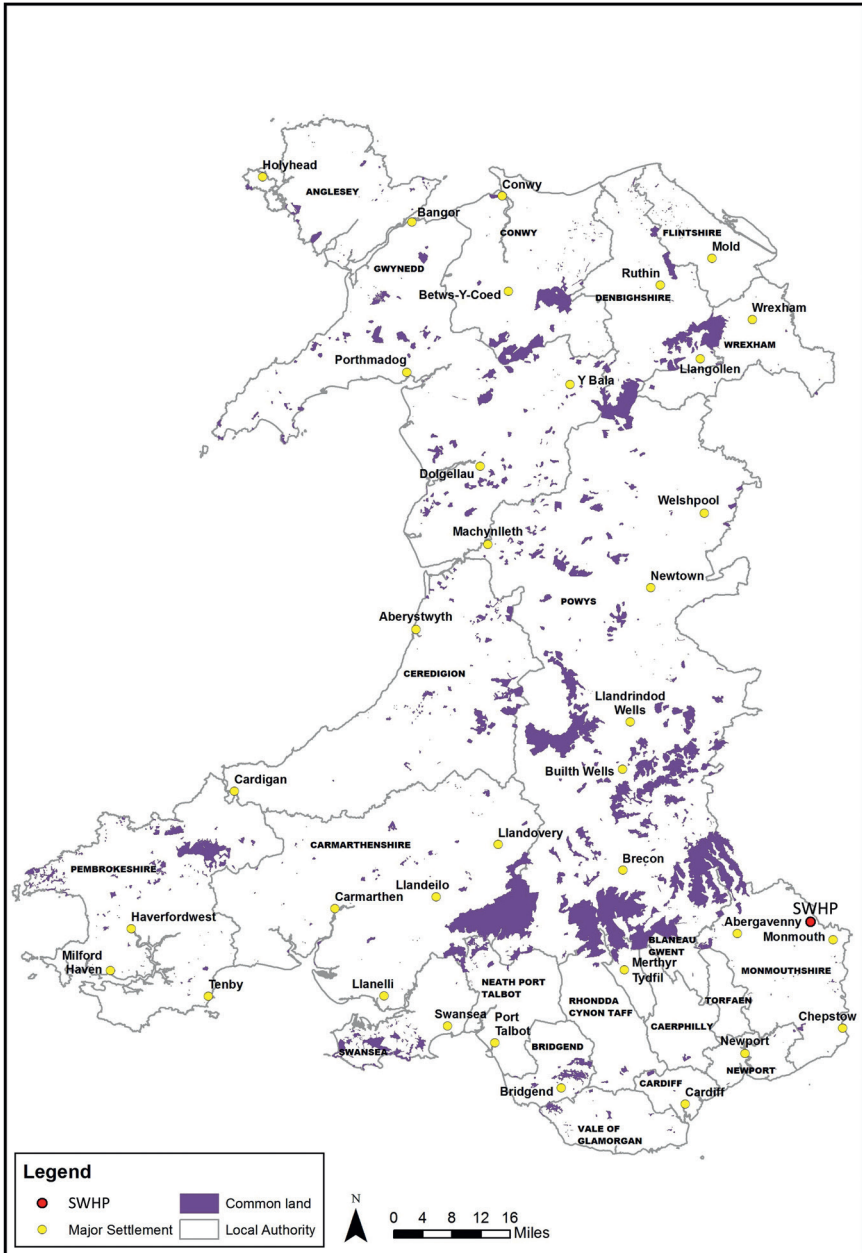 Holyhead
ANGLESEY
Conwy
Bangor
CONWY
FLINTSHIRE
Mold
GWYNEDD
Ruthin
Betws-Y-Coed
DENBIGHSHIRE
Wrexham
WREXHAM
Porthmadog
Llangollen
Y Bala
Dolgellau
Welshpool
Machynlleth
Newtown
POWYS
Aberystwyth
CEREDIGION
Llandrindod
Wells
Builth Wells
Cardigan
CARMARTHENSHIRE
Llandovery
PEMBROKESHIRE
Brecon
Llandeilo
Carmarthen
SWHP
Haverfordwest
Abergavenny
Monmouth
BLANEAU
GWENT
Milford
Haven
Merthyr
Tydfil
MONMOUTHSHIRE
NEATH PORT
TALBOT
Tenby
Llanelli
RHONDDA
CYNON TAFF
TORFAEN
Swansea
Port
Talbot
CAERPHILLY
Chepstow
SWANSEA
BRIDGEND
Newport
NEWPORT
Bridgend
CARDIFF
Cardiff
VALE OF
GLAMORGAN
Legend
SWHP
Common land
Major Settlement
Local Authority
N
0 4 8 12 16
Miles